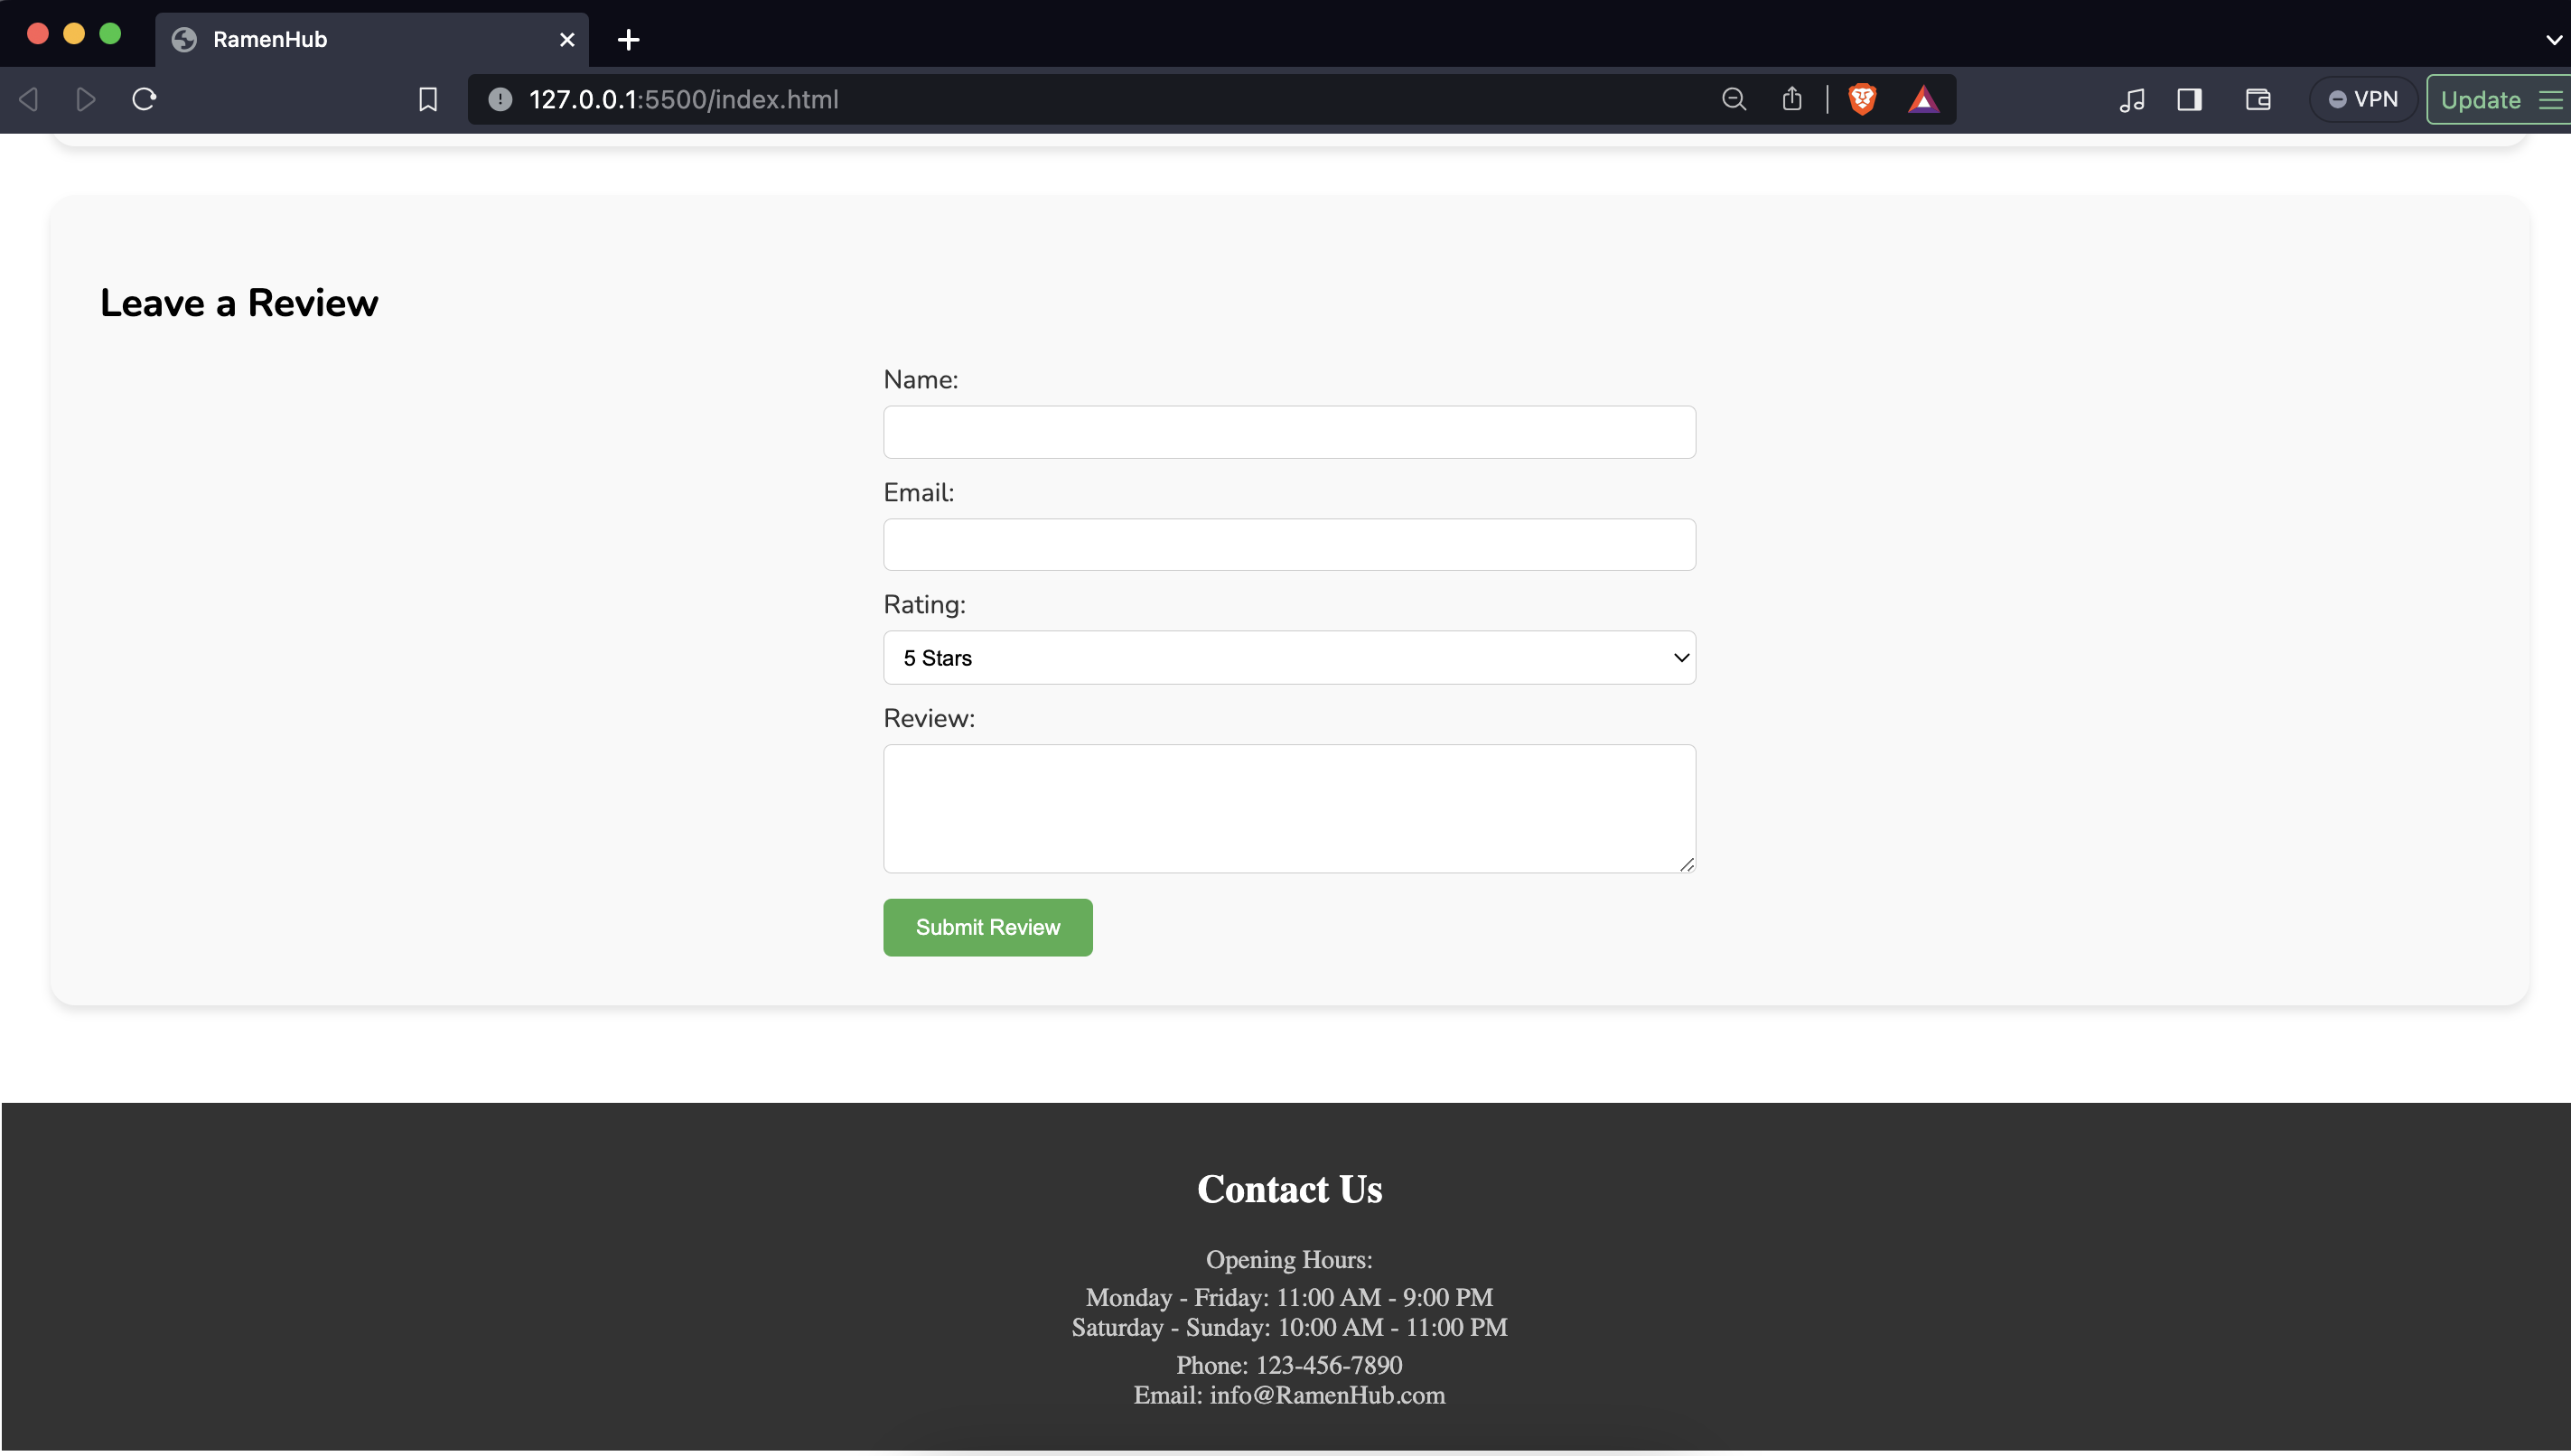 RamenHub
127.0.0.1:5500/index.html
VPN
Update
Leave a Review
Name:
Email:
Rating:
5 Stars
Review:
Submit Review
Contact Us
Opening Hours:
Monday - Friday: 11:00 AM - 9:00 PM
Saturday - Sunday: 10:00 AM - 11:00 PM
Phone: 123-456-7890
Email: info@RamenHub.com